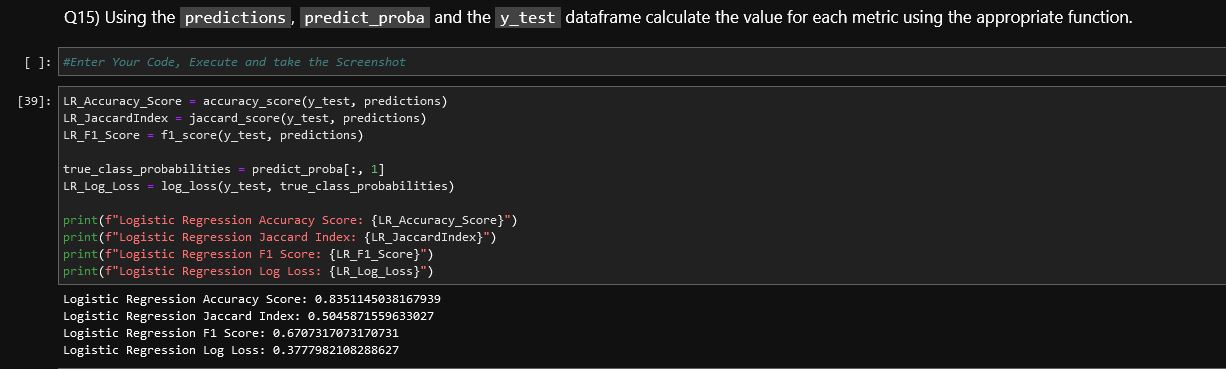 Q15) Using the predictions, predict_proba and the y_test dataframe calculate the value for each metric using the appropriate function.
[ ]: #Enter Your Code, Execute and take the Screenshot
[39]: LR_Accuracy_Score = accuracy_score(y_test, predictions)
LR_JaccardIndex = jaccard_score(y_test, predictions)
LR_F1_Score = f1_score(y_test, predictions)
true_class_probabilities = predict_proba[:, 1]
LR_Log_Loss = log_loss(y_test, true_class_probabilities)
print(f"Logistic Regression Accuracy Score: {LR_Accuracy_Score}")
print(f"Logistic Regression Jaccard Index: {LR_JaccardIndex}")
print(f"Logistic Regression F1 Score: {LR_F1_Score}")
print(f"Logistic Regression Log Loss: {LR_Log_Loss}")
Logistic Regression Accuracy Score: 0.8351145038167939
Logistic Regression Jaccard Index: 0.5045871559633027
Logistic Regression F1 Score: 0.6707317073170731
Logistic Regression Log Loss: 0.3777982108288627